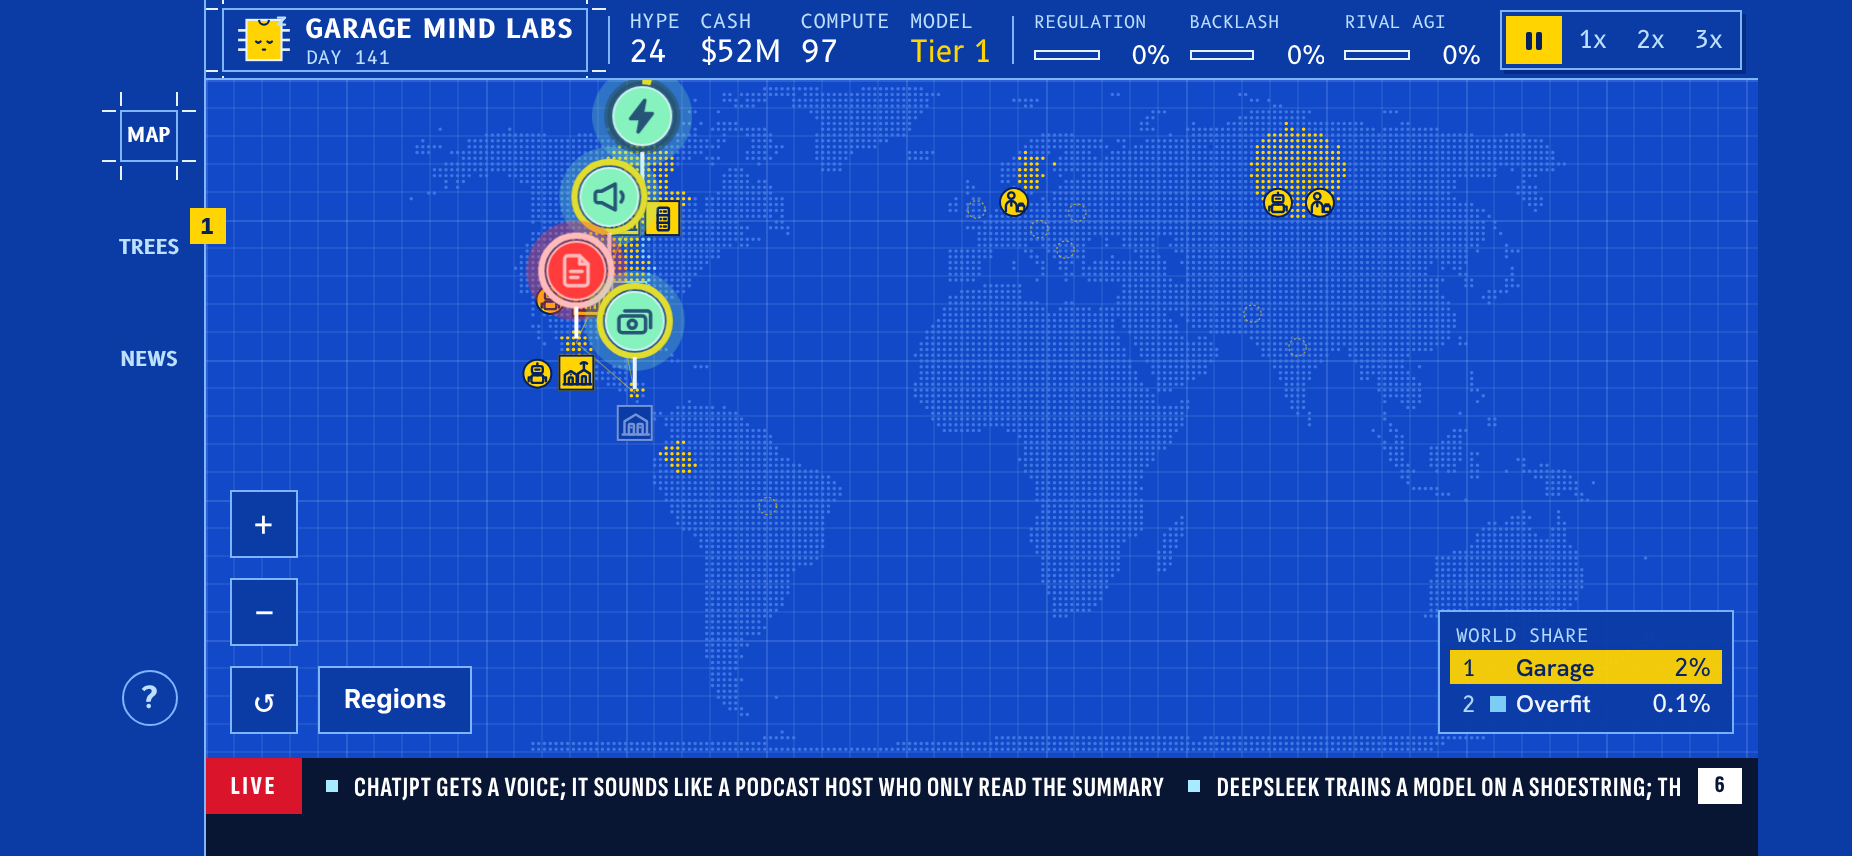 GARAGE MIND LABS
DAY 141
HYPE
24
CASH
$52M
COMPUTE
97
MODEL
Tier 1
REGULATION
0%
BACKLASH
0%
RIVAL AGI
0%
1x
2x
3x
MAP
TREES
1
NEWS
+
−
↺
Regions
?
WORLD SHARE
1 Garage 2%
2 Overfit 0.1%
LIVE
CHATJPT GETS A VOICE; IT SOUNDS LIKE A PODCAST HOST WHO ONLY READ THE SUMMARY
DEEPSLEEK TRAINS A MODEL ON A SHOESTRING; TH
6